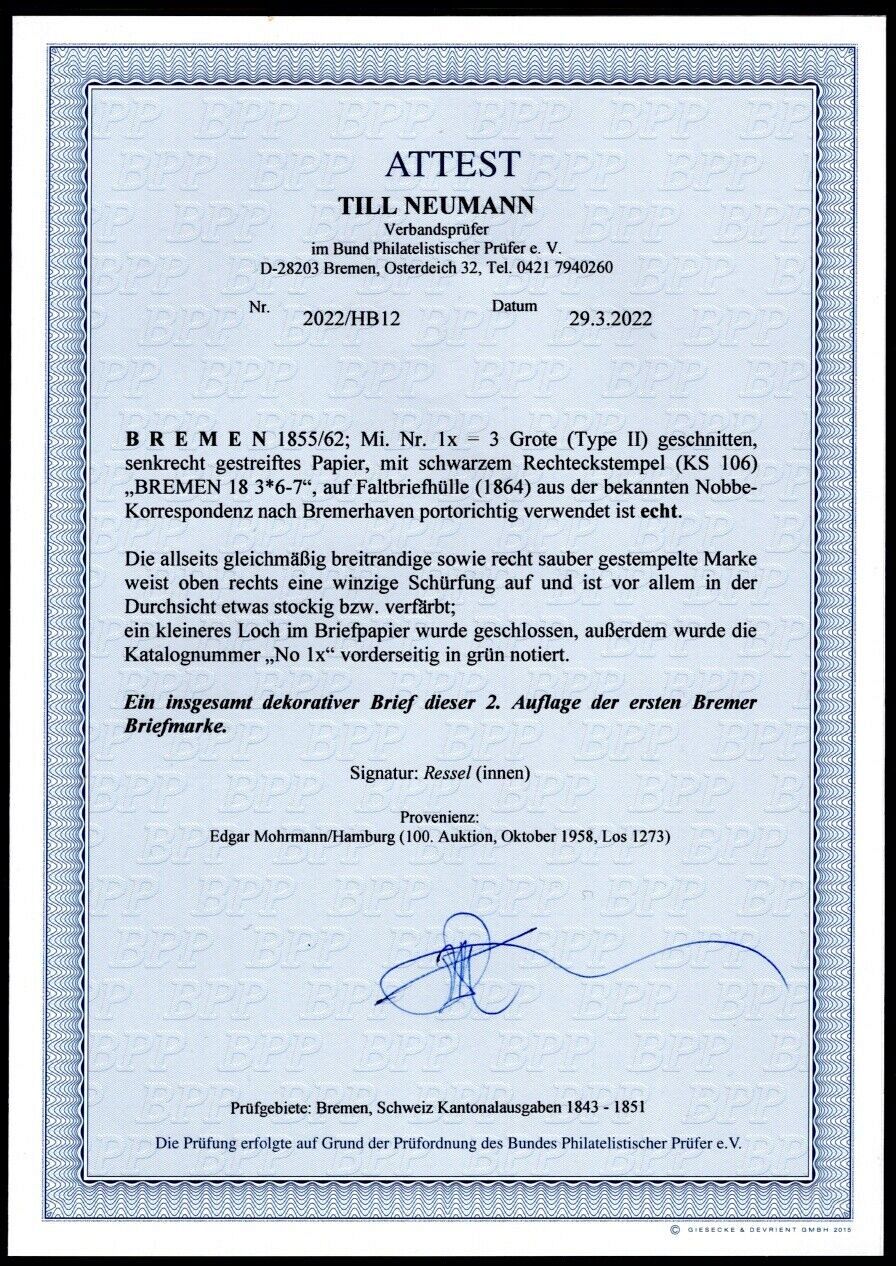 ATTEST
TILL NEUMANN
Verbandsprüfer
im Bund Philatelistischer Prüfer e. V.
D-28203 Bremen, Osterdeich 32, Tel. 0421 7940260
Nr. 2022/HB12 Datum 29.3.2022
B R E M E N 1855/62; Mi. Nr. 1x = 3 Grote (Type II) geschnitten,
senkrecht gestreiftes Papier, mit schwarzem Rechteckstempel (KS 106)
„BREMEN 18 3*6-7“, auf Faltbriefhülle (1864) aus der bekannten Nobbe-
Korrespondenz nach Bremerhaven portorichtig verwendet ist echt.
Die allseits gleichmäßig breitrandige sowie recht sauber gestempelte Marke
weist oben rechts eine winzige Schürfung auf und ist vor allem in der
Durchsicht etwas stockig bzw. verfärbt;
ein kleineres Loch im Briefpapier wurde geschlossen, außerdem wurde die
Katalognummer „No 1x“ vorderseitig in grün notiert.
Ein insgesamt dekorativer Brief dieser 2. Auflage der ersten Bremer
Briefmarke.
Signatur: Ressel (innen)
Provenienz:
Edgar Mohrmann/Hamburg (100. Auktion, Oktober 1958, Los 1273)
Prüfgebiete: Bremen, Schweiz Kantonalausgaben 1843 - 1851
Die Prüfung erfolgte auf Grund der Prüfordnung des Bundes Philatelistischer Prüfer e.V.
© GIESECKE & DEVRIENT GMBH 2015